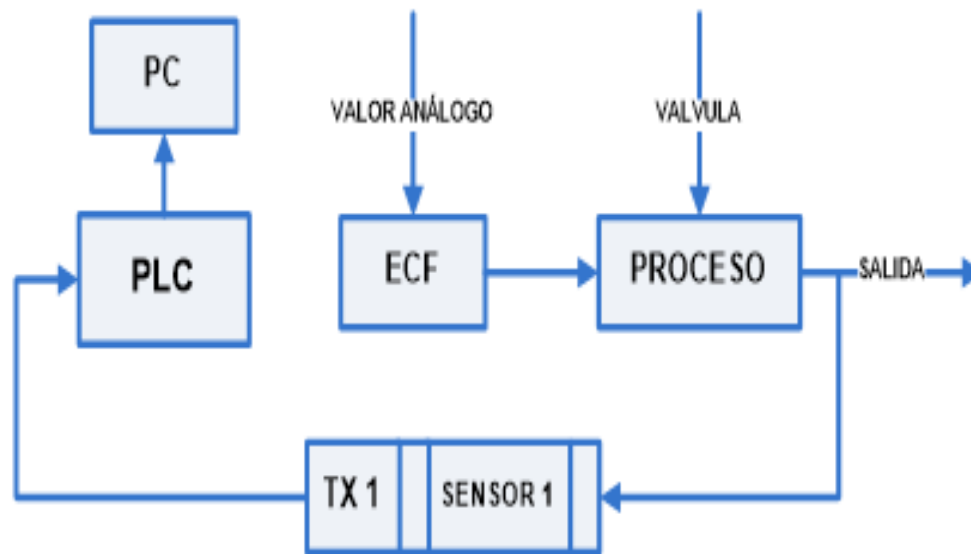 PC
VALOR ANÁLOGO
VALVULA
PLC
ECF
PROCESO
SALIDA
TX 1
SENSOR 1